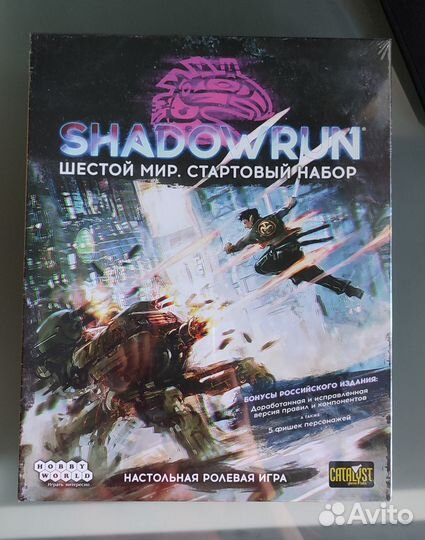 SHADOWRUN
ШЕСТОЙ МИР. СТАРТОВЫЙ НАБОР
БОНУСЫ РОССИЙСКОГО ИЗДАНИЯ:
Доработанная и исправленная
версия правил и компонентов
а также
5 фишек персонажей
HOBBY
WORLD
Играть интересно
НАСТОЛЬНАЯ РОЛЕВАЯ ИГРА
CATALYST
Avito